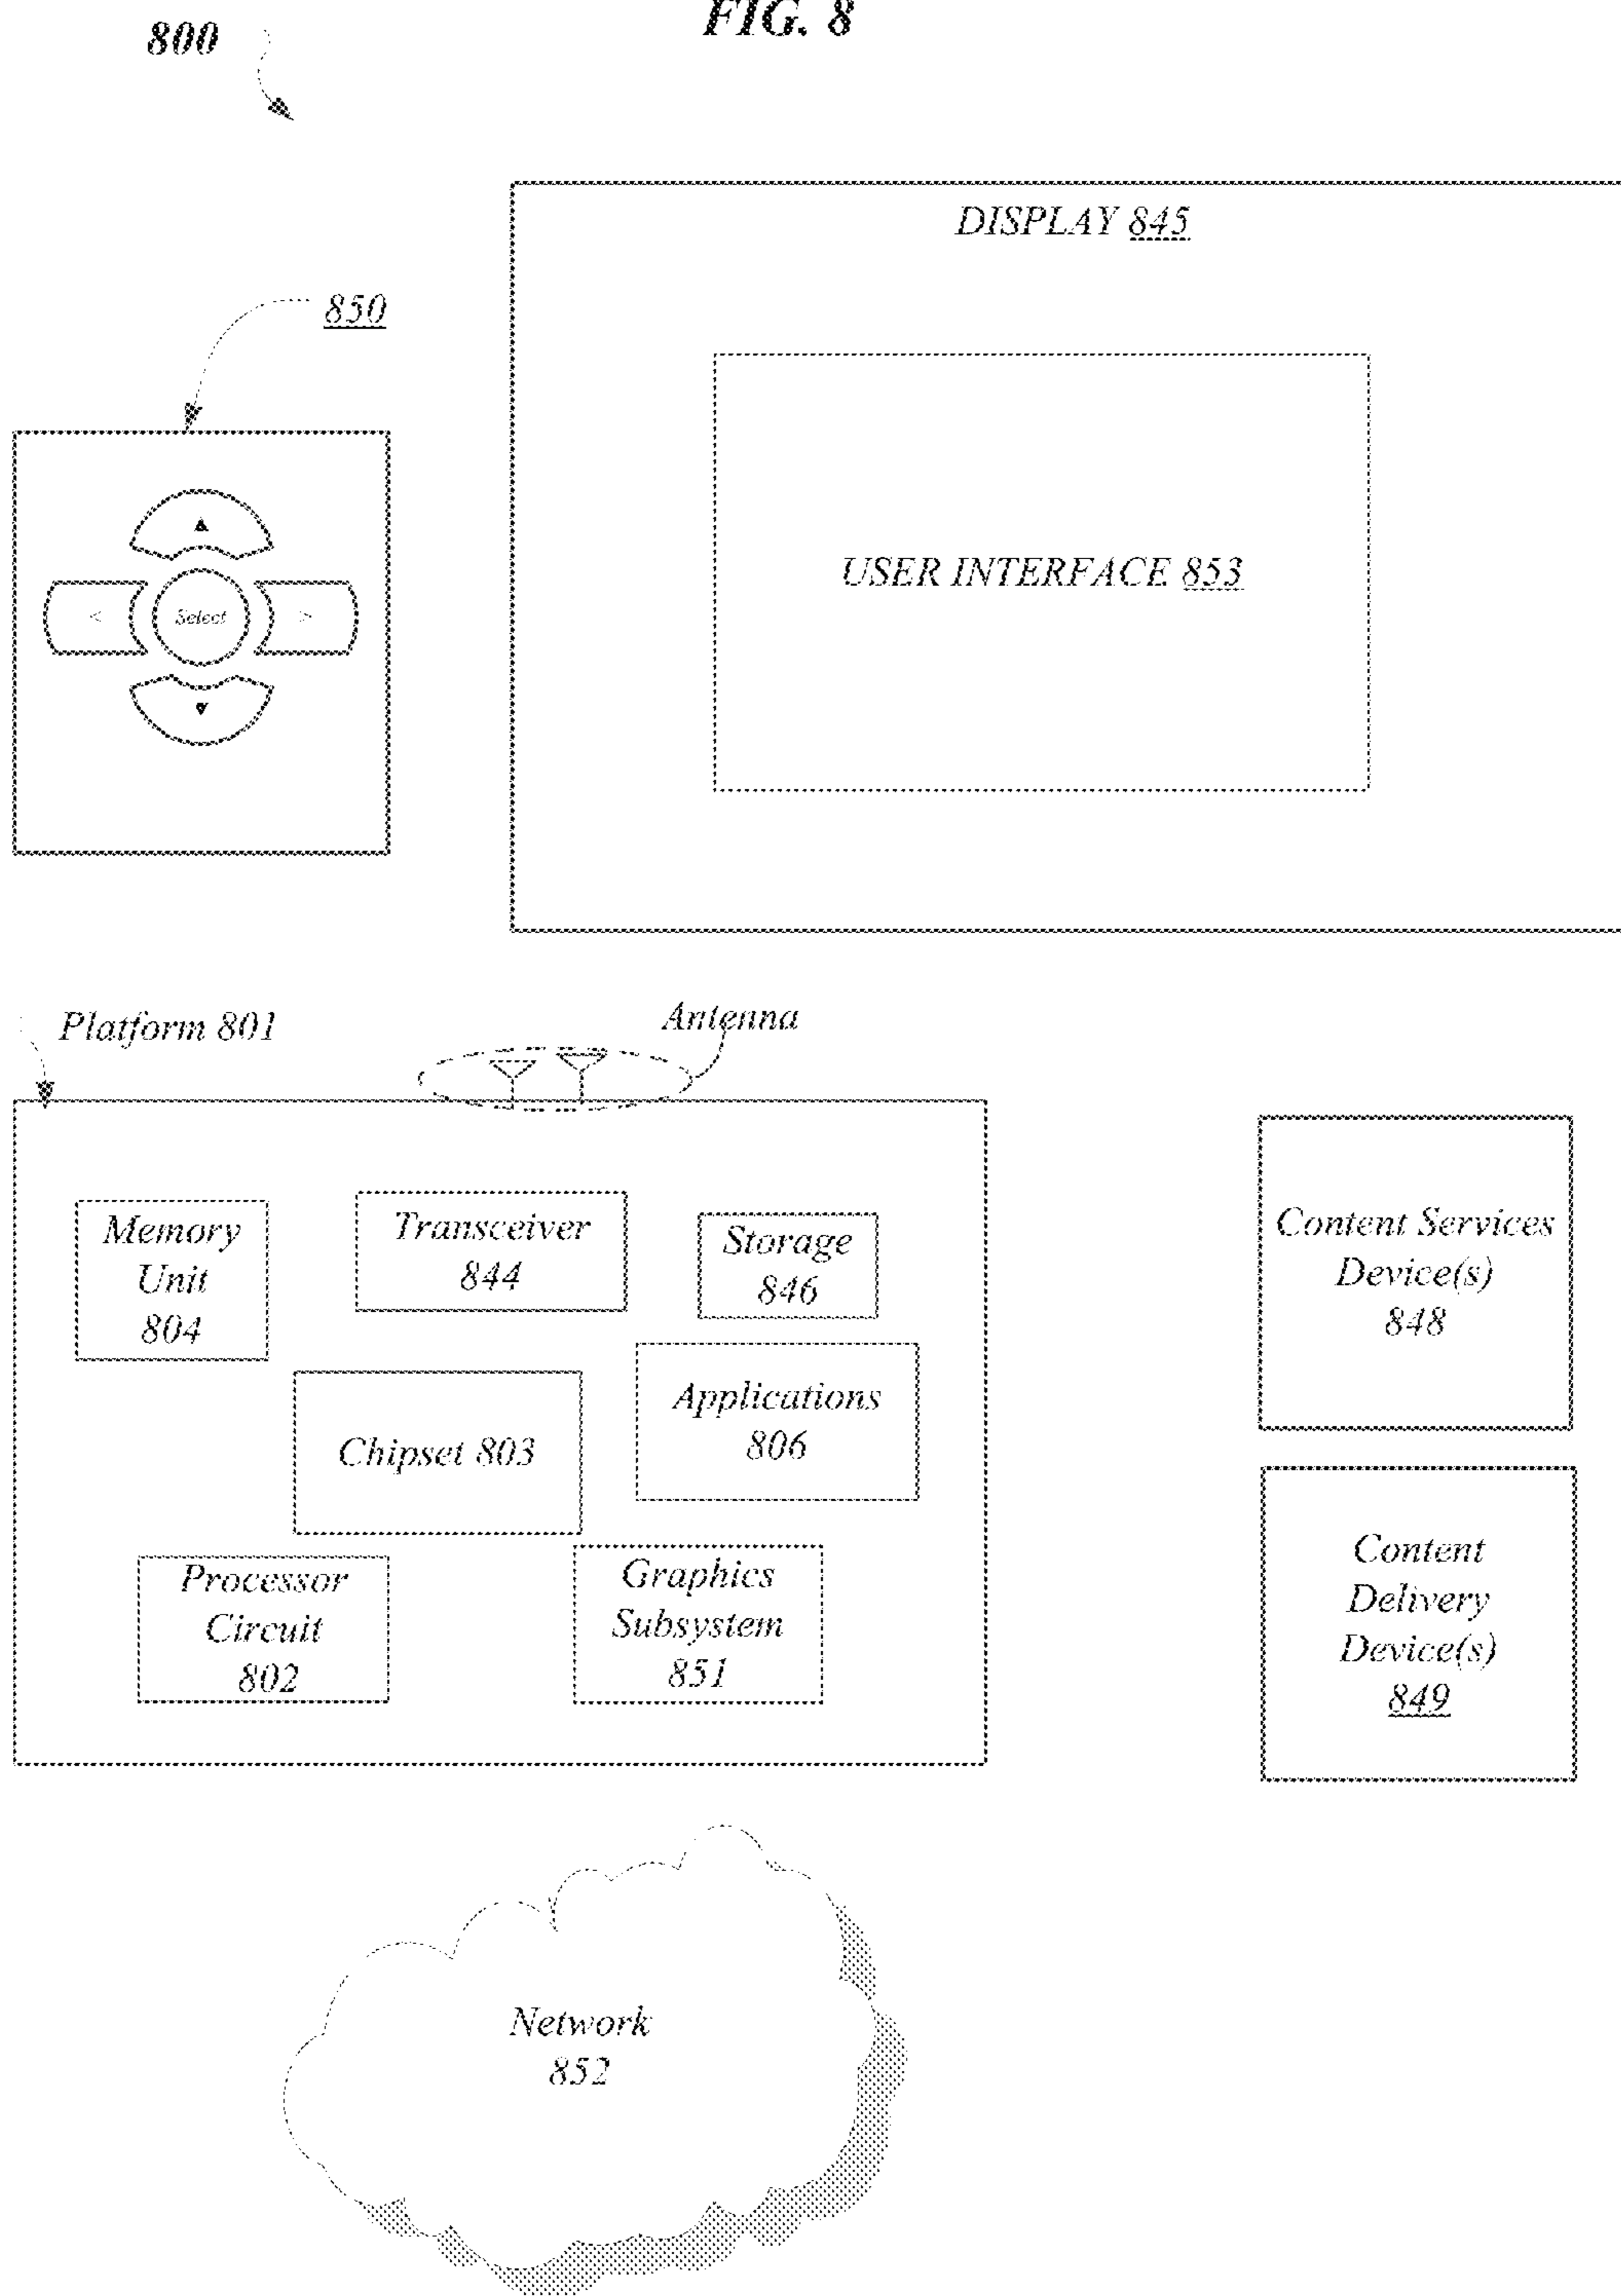 FIG. 8
800
DISPLAY 845
850
USER INTERFACE 853
<
Select
>
Platform 801
Antenna
Memory
Unit
804
Transceiver
844
Storage
846
Content Services
Device(s)
848
Chipset 803
Applications
806
Processor
Circuit
802
Graphics
Subsystem
851
Content
Delivery
Device(s)
849
Network
852